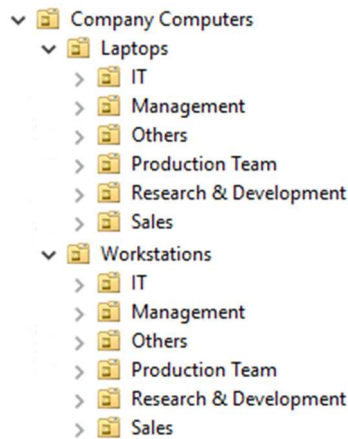 Company Computers
Laptops
IT
Management
Others
Production Team
Research & Development
Sales
Workstations
IT
Management
Others
Production Team
Research & Development
Sales